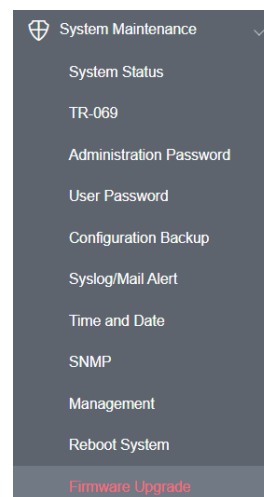 System Maintenance
System Status
TR-069
Administration Password
User Password
Configuration Backup
Syslog/Mail Alert
Time and Date
SNMP
Management
Reboot System
Firmware Upgrade